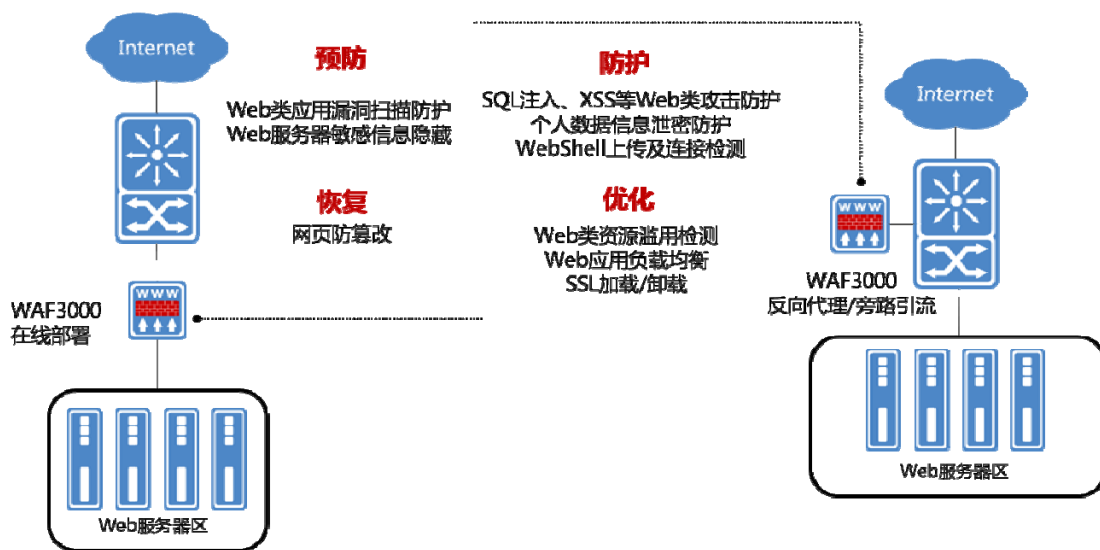 Internet
预防
Web类应用漏洞扫描防护
Web服务器敏感信息隐藏
防护
SQL注入、XSS等Web类攻击防护
个人数据信息泄密防护
WebShell上传及连接检测
恢复
网页防篡改
优化
Web类资源滥用检测
Web应用负载均衡
SSL加载/卸载
WWW
WAF3000
在线部署
Web服务器区
Internet
WWW
WAF3000
反向代理/旁路引流
Web服务器区